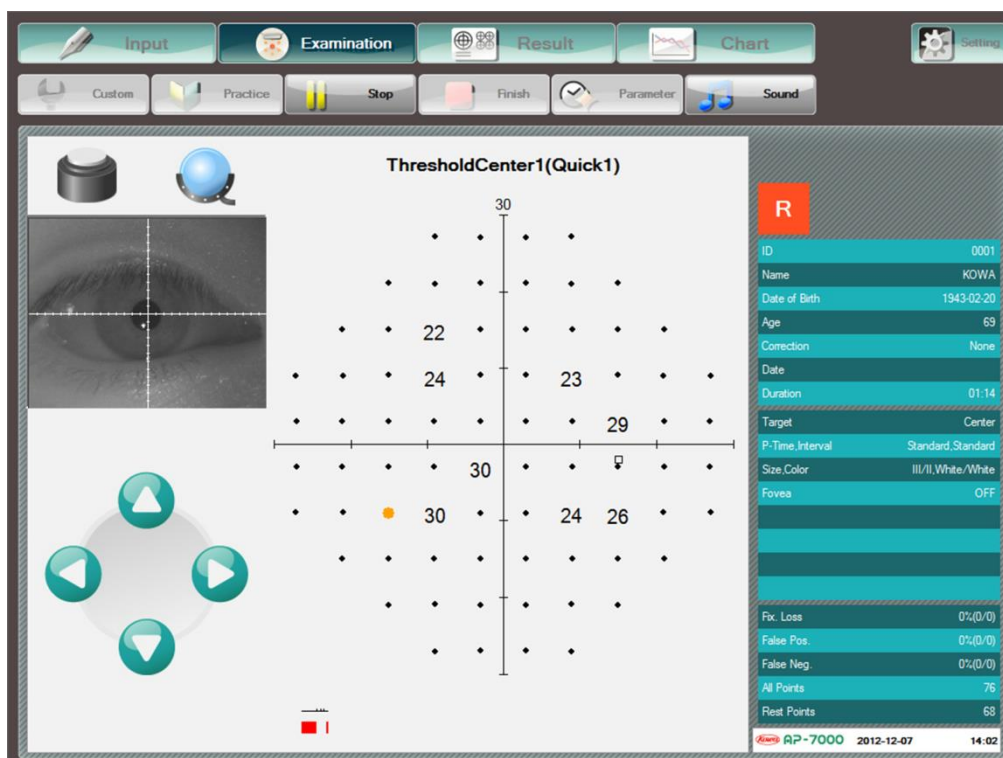 Input Examination Result Chart Setting
Custom Practice Stop Finish Parameter Sound
ThresholdCenter1(Quick1)
30
22
24 23
29
30
30 24 26
R
ID 0001
Name KOWA
Date of Birth 1943-02-20
Age 69
Correction None
Date
Duration 01:14
Target Center
P-Time,Interval Standard,Standard
Size,Color III/II,White/White
Fovea OFF
Fix. Loss 0%(0/0)
False Pos. 0%(0/0)
False Neg. 0%(0/0)
All Points 76
Rest Points 68
Kowa AP-7000 2012-12-07 14:02